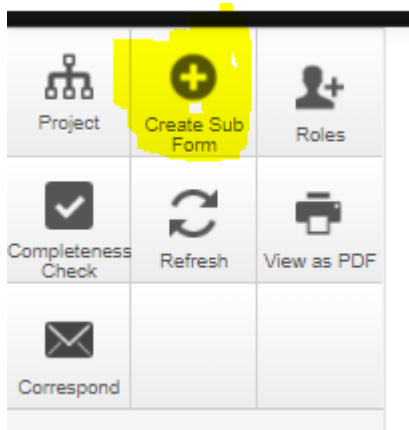 Project
Create Sub
Form
Roles
Completeness
Check
Refresh
View as PDF
Correspond